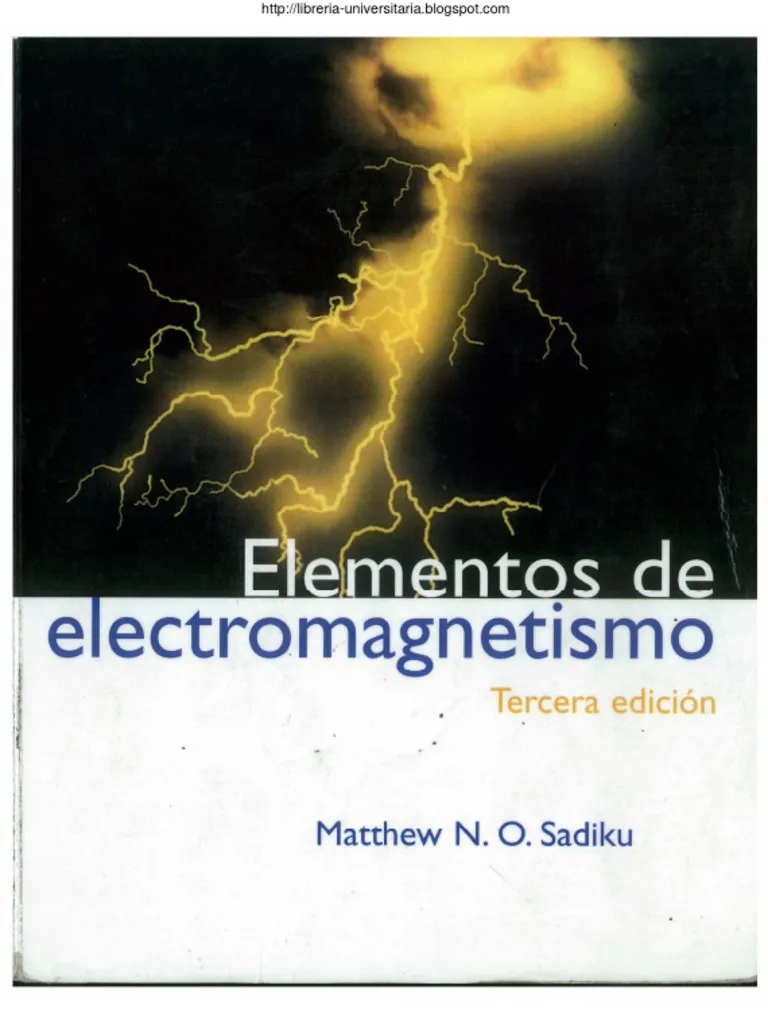 http://libreria-universitaria.blogspot.com
Elementos de
electromagnetismo
Tercera edición
Matthew N. O. Sadiku